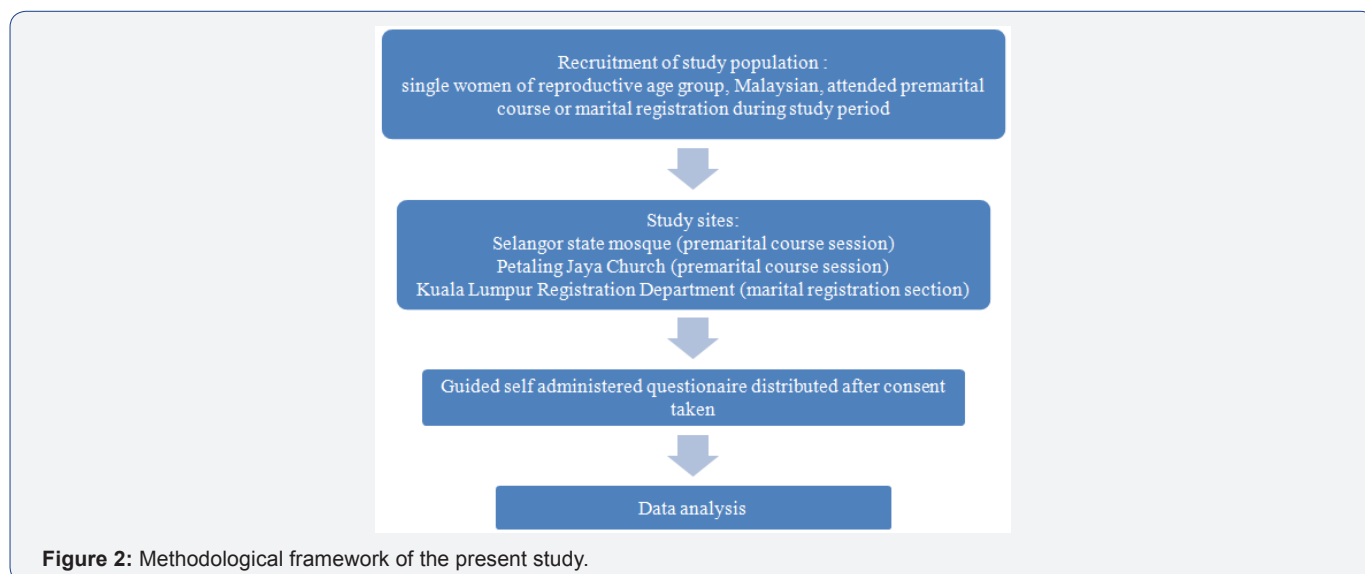 Recruitment of study population :
single women of reproductive age group, Malaysian, attended premarital
course or marital registration during study period
Study sites:
Selangor state mosque (premarital course session)
Petaling Jaya Church (premarital course session)
Kuala Lumpur Registration Department (marital registration section)
Guided self administered questionaire distributed after consent
taken
Data analysis
Figure 2: Methodological framework of the present study.